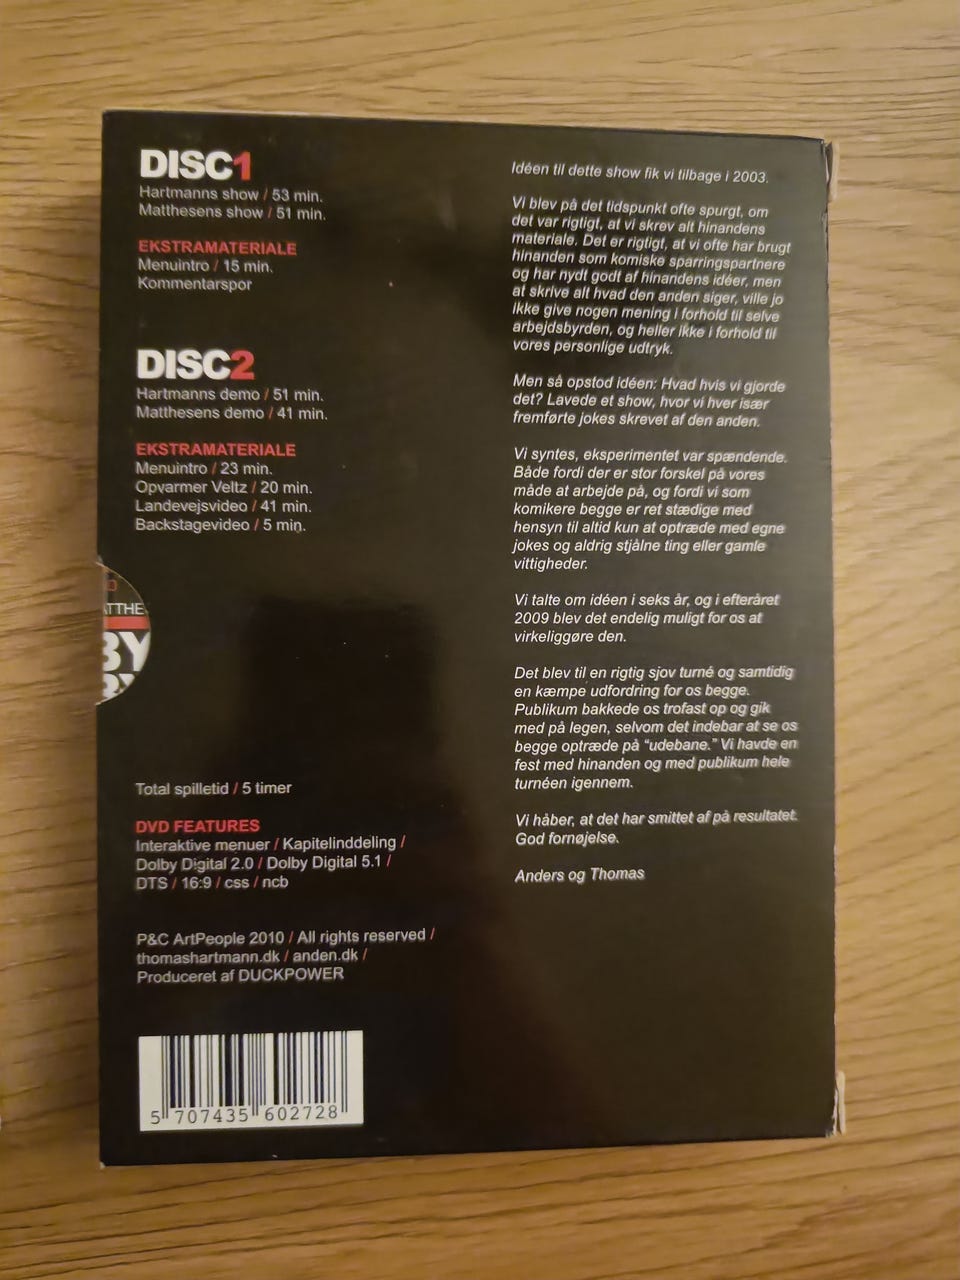 DISC1
Hartmanns show / 53 min.
Matthesens show / 51 min.
EKSTRAMATERIALE
Menuintro / 15 min.
Kommentarspor
DISC2
Hartmanns demo / 51 min.
Matthesens demo / 41 min.
EKSTRAMATERIALE
Menuintro / 23 min.
Opvarmer Veltz / 20 min.
Landevejsvideo / 41 min.
Backstagevideo / 5 min.
ATTHE
BY
Total spilletid / 5 timer
DVD FEATURES
Interaktive menuer / Kapitelinddeling /
Dolby Digital 2.0 / Dolby Digital 5.1 /
DTS / 16:9 / css / ncb
P&C ArtPeople 2010 / All rights reserved /
thomashartmann.dk / anden.dk /
Produceret af DUCKPOWER
5 707435 602728
Idéen til dette show fik vi tilbage i 2003.
Vi blev på det tidspunkt ofte spurgt, om
det var rigtigt, at vi skrev alt hinandens
materiale. Det er rigtigt, at vi ofte har brugt
hinanden som komiske sparringspartnere
og har nydt godt af hinandens idéer, men
at skrive alt hvad den anden siger, ville jo
ikke give nogen mening i forhold til selve
arbejdsbyrden, og heller ikke i forhold til
vores personlige udtryk.
Men så opstod idéen: Hvad hvis vi gjorde
det? Lavede et show, hvor vi hver især
fremførte jokes skrevet af den anden.
Vi syntes, eksperimentet var spændende.
Både fordi der er stor forskel på vores
måde at arbejde på, og fordi vi som
komikere begge er ret stædige med
hensyn til altid kun at optræde med egne
jokes og aldrig stjålne ting eller gamle
vittigheder.
Vi talte om idéen i seks år, og i efteråret
2009 blev det endelig muligt for os at
virkeliggøre den.
Det blev til en rigtig sjov turné og samtidig
en kæmpe udfordring for os begge.
Publikum bakkede os trofast op og gik
med på legen, selvom det indebar at se os
begge optræde på “udebane.” Vi havde en
fest med hinanden og med publikum hele
turnéen igennem.
Vi håber, at det har smittet af på resultatet.
God fornøjelse.
Anders og Thomas